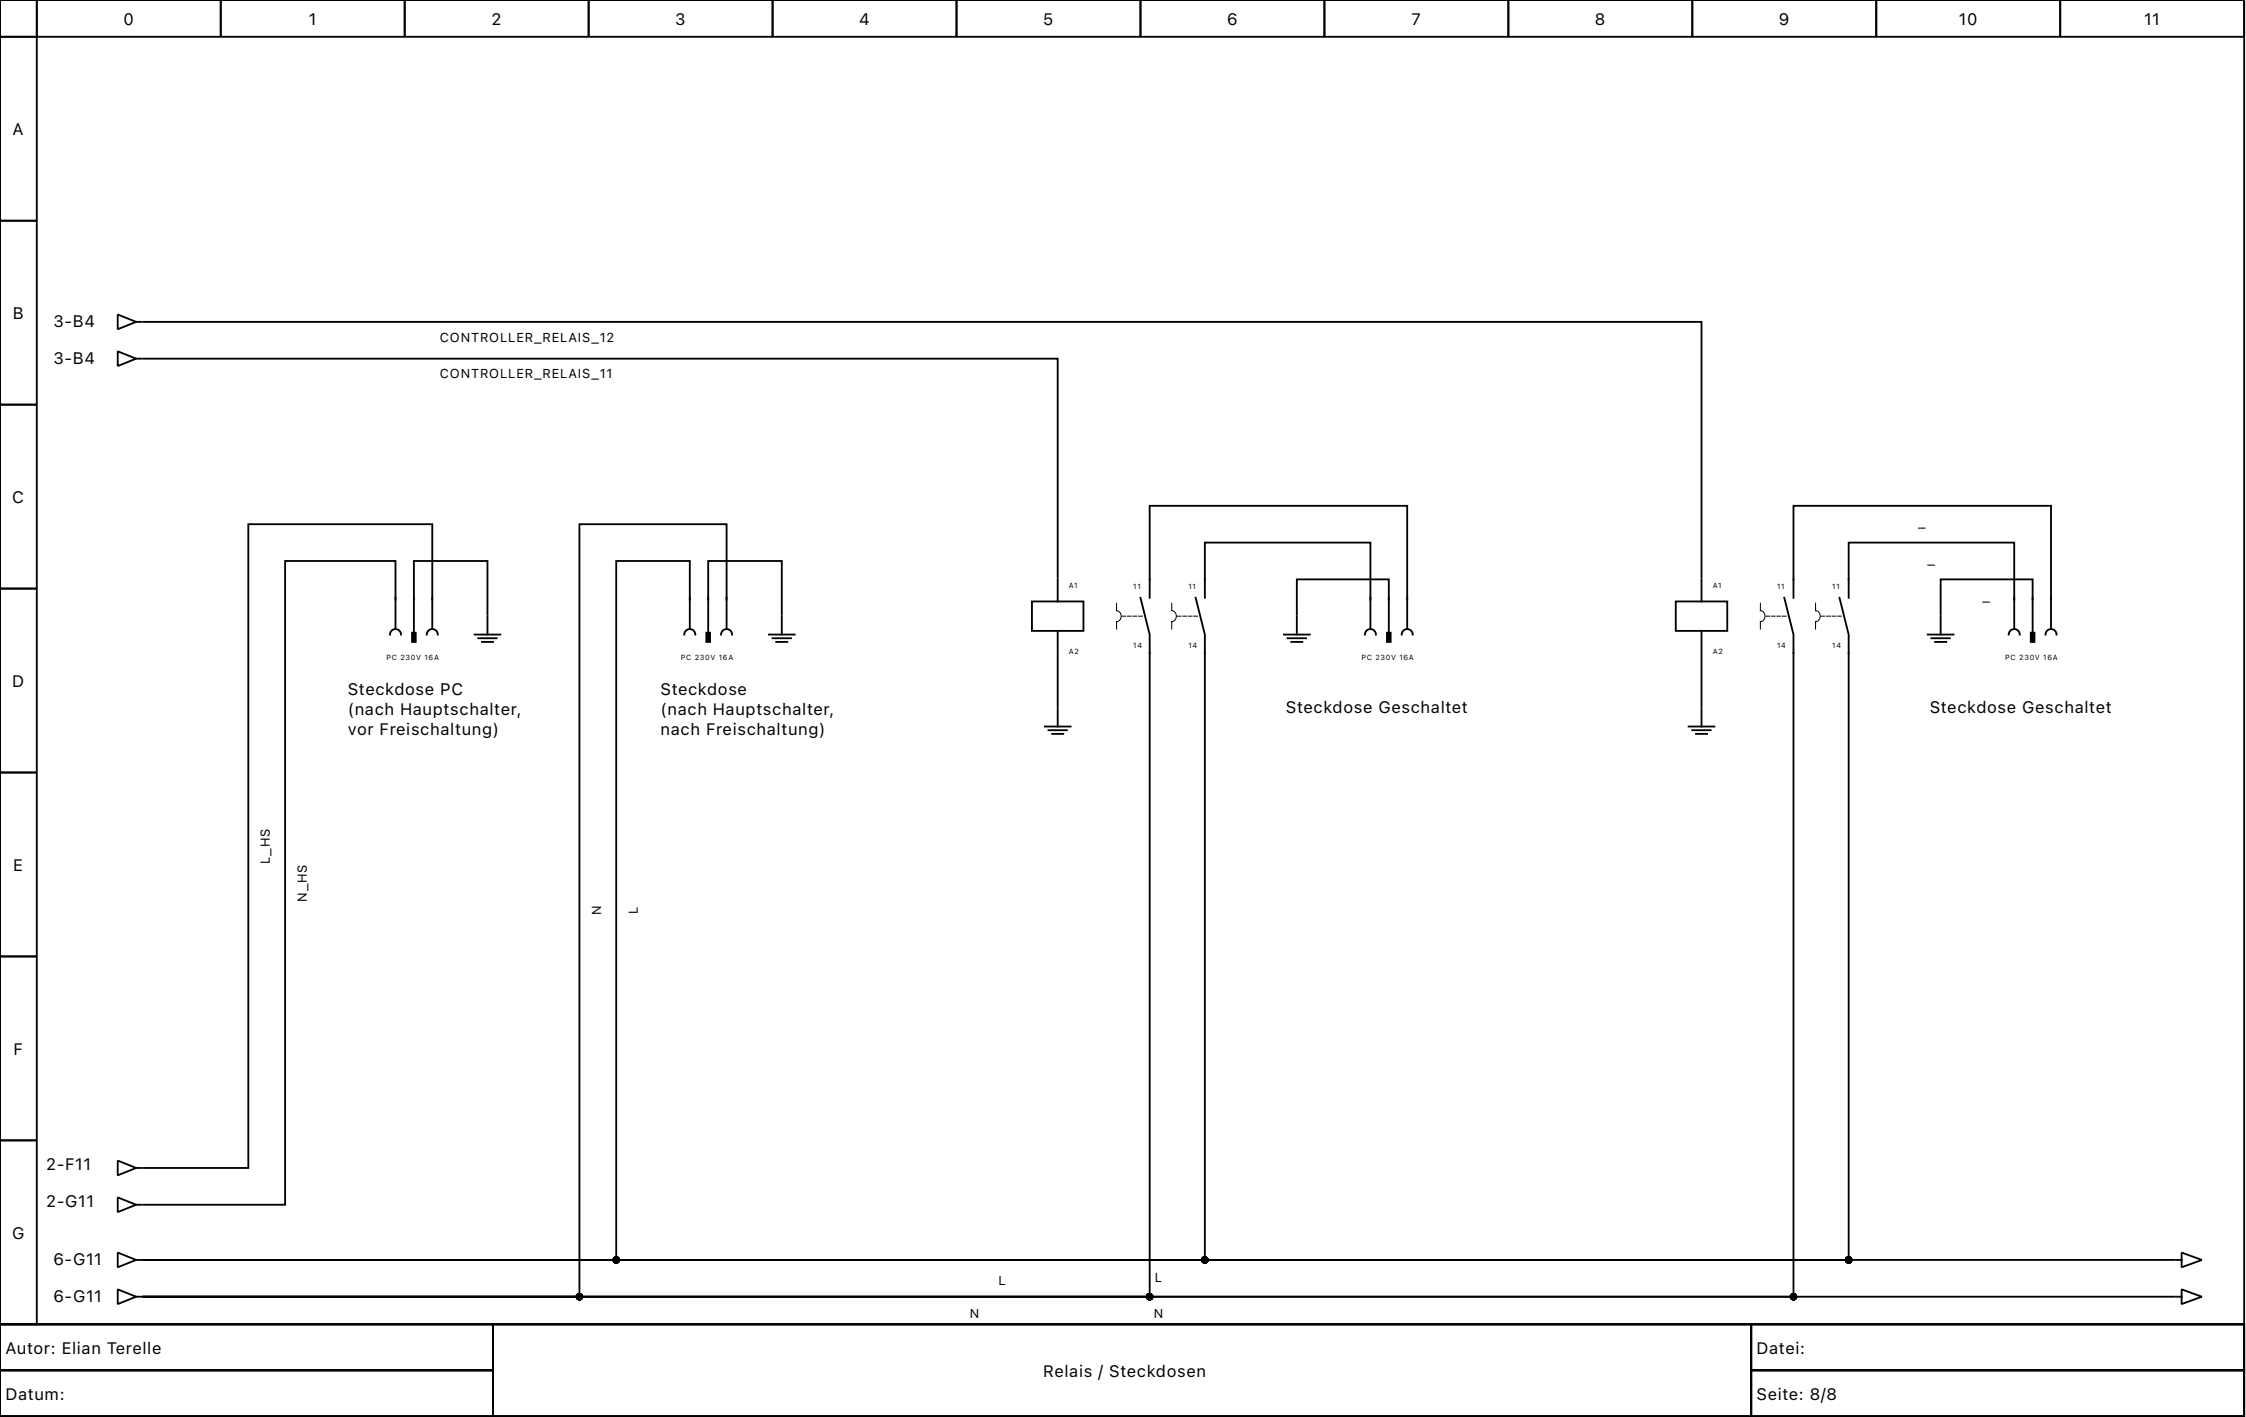 0 1 2 3 4 5 6 7 8 9 10 11
A
B
3-B4
CONTROLLER_RELAIS_12
3-B4
CONTROLLER_RELAIS_11
C
A1 11 11 A1 11 11
A2 14 14 A2 14 14
PC 230V 16A PC 230V 16A PC 230V 16A PC 230V 16A
D
Steckdose PC
(nach Hauptschalter,
vor Freischaltung)
Steckdose
(nach Hauptschalter,
nach Freischaltung)
Steckdose Geschaltet
Steckdose Geschaltet
L_HS
N_HS
N
L
E
F
2-F11
2-G11
G
6-G11
L L
6-G11
N N
Autor: Elian Terelle
Datum:
Relais / Steckdosen
Datei:
Seite: 8/8